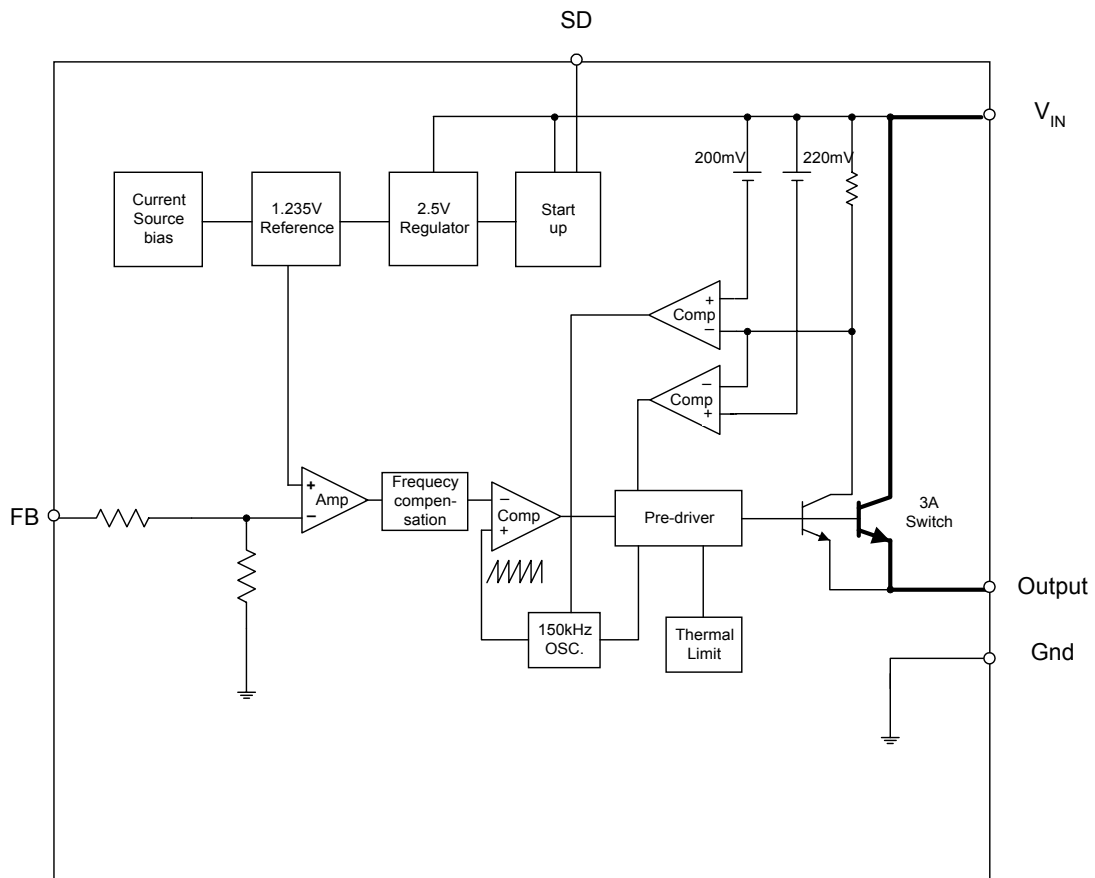 SD
V_IN
200mV
220mV
Current
Source
bias
1.235V
Reference
2.5V
Regulator
Start
up
+
Comp
−
−
Comp
+
FB
+
Amp
−
Frequecy
compen-
sation
−
Comp
+
Pre-driver
3A
Switch
150kHz
OSC.
Thermal
Limit
Output
Gnd